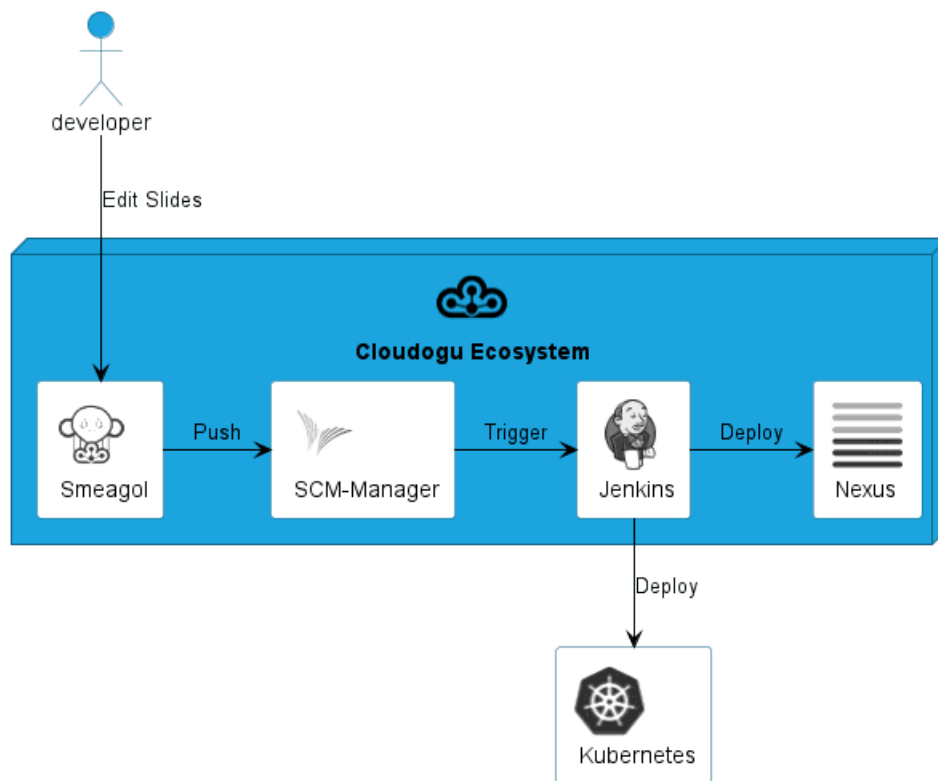 developer
Edit Slides
Cloudogu Ecosystem
Push
Trigger
Deploy
Smeagol
SCM-Manager
Jenkins
Nexus
Deploy
Kubernetes